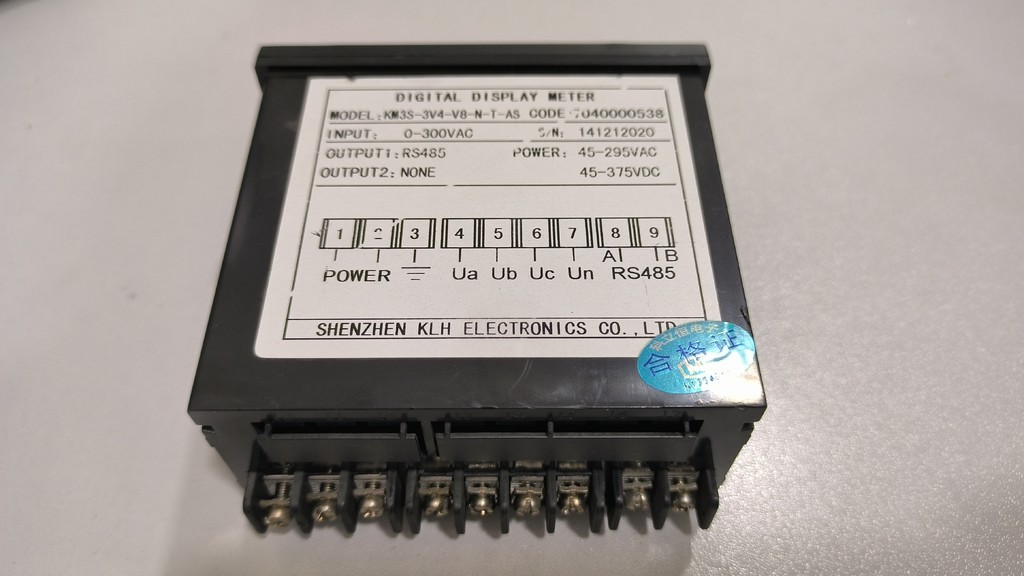 DIGITAL DISPLAY METER
MODEL: KM3S-3V4-V8-N-T-AS CODE: 7040000538
INPUT: 0-300VAC S/N: 141212020
OUTPUT1: RS485 POWER: 45-295VAC
OUTPUT2: NONE 45-375VDC
1 2 3 4 5 6 7 8 9
A B
POWER Ua Ub Uc Un RS485
SHENZHEN KLH ELECTRONICS CO.,LTD
合格证